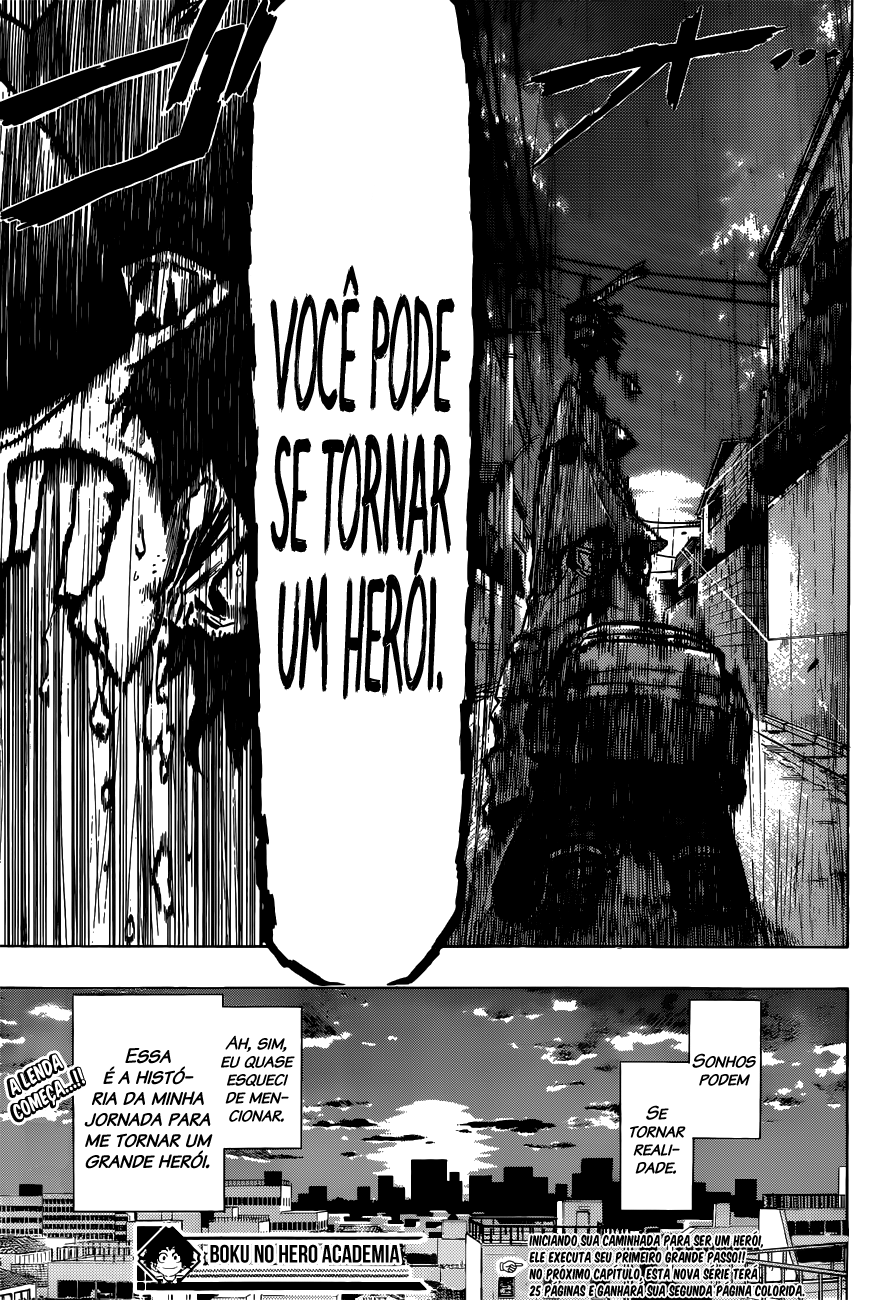 VOCÊ PODE
SE TORNAR
UM HERÓI.
SONHOS
PODEM
SE
TORNAR
REALI-
DADE.
AH, SIM,
EU QUASE
ESQUECI
DE MEN-
CIONAR.
ESSA
É A HISTÓ-
RIA DA MINHA
JORNADA PARA
ME TORNAR UM
GRANDE HERÓI.
A LENDA
COMEÇA...!!
BOKU NO HERO ACADEMIA
INICIANDO SUA CAMINHADA PARA SER UM HERÓI,
ELE EXECUTA SEU PRIMEIRO GRANDE PASSO!!
NO PRÓXIMO CAPÍTULO, ESTA NOVA SÉRIE TERÁ
25 PÁGINAS E GANHARÁ SUA SEGUNDA PÁGINA COLORIDA.